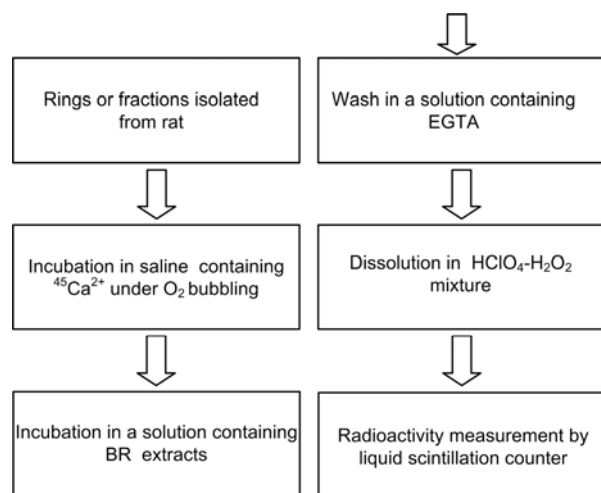 Rings or fractions isolated
from rat
Incubation in saline containing
⁴⁵Ca²⁺ under O₂ bubbling
Incubation in a solution containing
BR extracts
Wash in a solution containing
EGTA
Dissolution in HClO₄-H₂O₂
mixture
Radioactivity measurement by
liquid scintillation counter